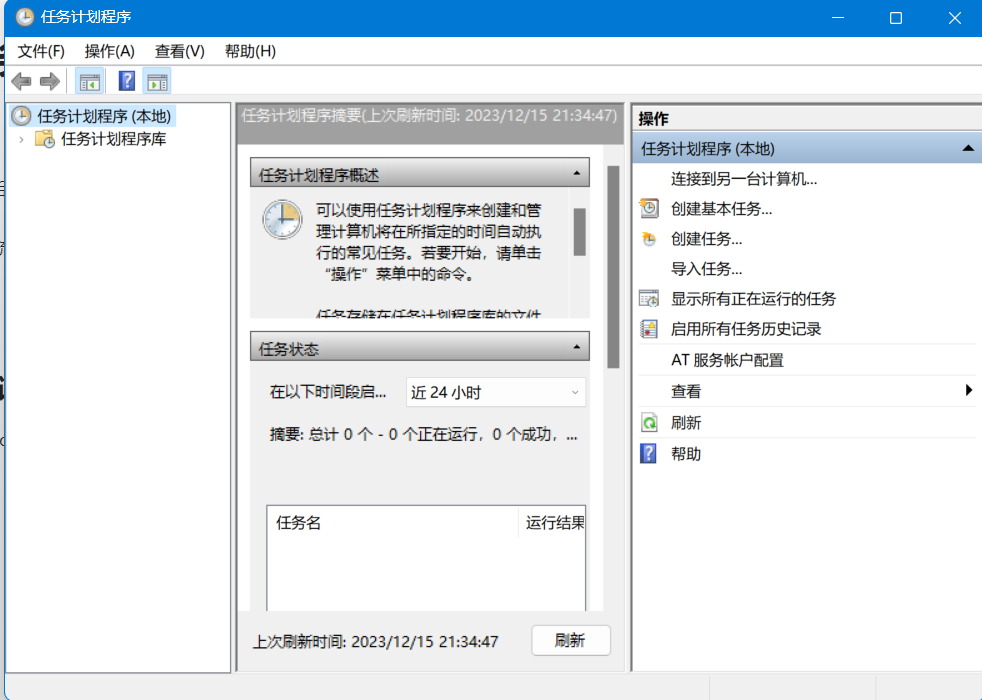 任务计划程序
文件(F) 操作(A) 查看(V) 帮助(H)
任务计划程序 (本地)
任务计划程序库
任务计划程序摘要(上次刷新时间: 2023/12/15 21:34:47)
任务计划程序概述
可以使用任务计划程序来创建和管
理计算机将在所指定的时间自动执
行的常见任务。若要开始，请单击
“操作”菜单中的命令。
任务存储在任务计划程序库的文件
任务状态
在以下时间段启... 近 24 小时
摘要: 总计 0 个 - 0 个正在运行，0 个成功，...
任务名 运行结果
上次刷新时间: 2023/12/15 21:34:47 刷新
操作
任务计划程序 (本地)
连接到另一台计算机...
创建基本任务...
创建任务...
导入任务...
显示所有正在运行的任务
启用所有任务历史记录
AT 服务帐户配置
查看
刷新
帮助